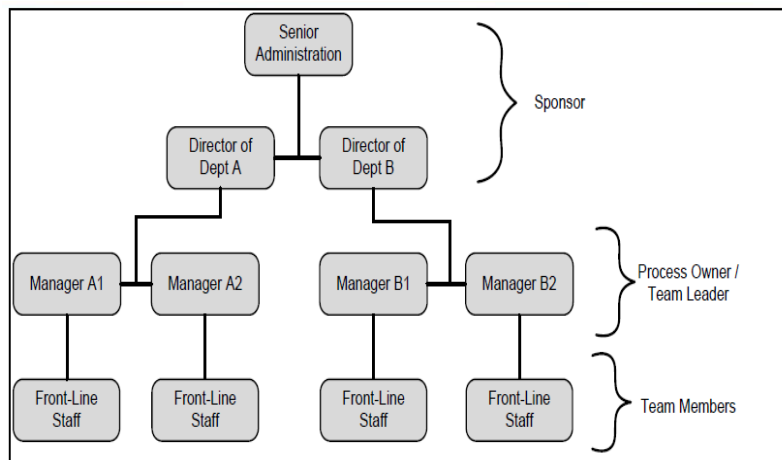 Senior
Administration
Sponsor
Director of
Dept A
Director of
Dept B
Manager A1
Manager A2
Manager B1
Manager B2
Process Owner /
Team Leader
Front-Line
Staff
Front-Line
Staff
Front-Line
Staff
Front-Line
Staff
Team Members